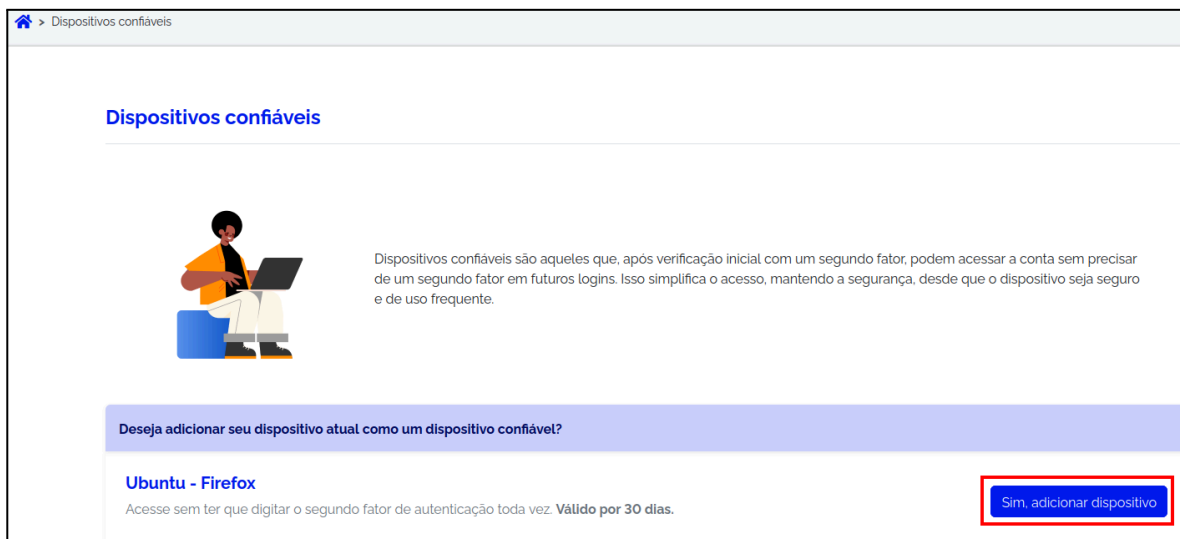 > Dispositivos confiáveis
Dispositivos confiáveis
Dispositivos confiáveis são aqueles que, após verificação inicial com um segundo fator, podem acessar a conta sem precisar
de um segundo fator em futuros logins. Isso simplifica o acesso, mantendo a segurança, desde que o dispositivo seja seguro
e de uso frequente.
Deseja adicionar seu dispositivo atual como um dispositivo confiável?
Ubuntu - Firefox
Acesse sem ter que digitar o segundo fator de autenticação toda vez. Válido por 30 dias.
Sim, adicionar dispositivo